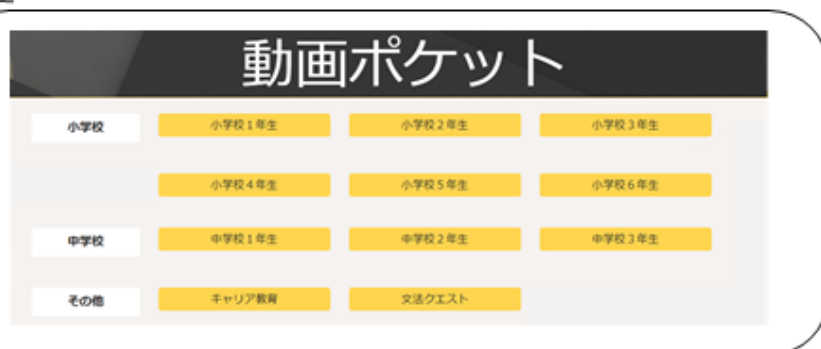 動画ポケット
小学校 小学校1年生 小学校2年生 小学校3年生
小学校4年生 小学校5年生 小学校6年生
中学校 中学校1年生 中学校2年生 中学校3年生
その他 キャリア教育 文法クエスト